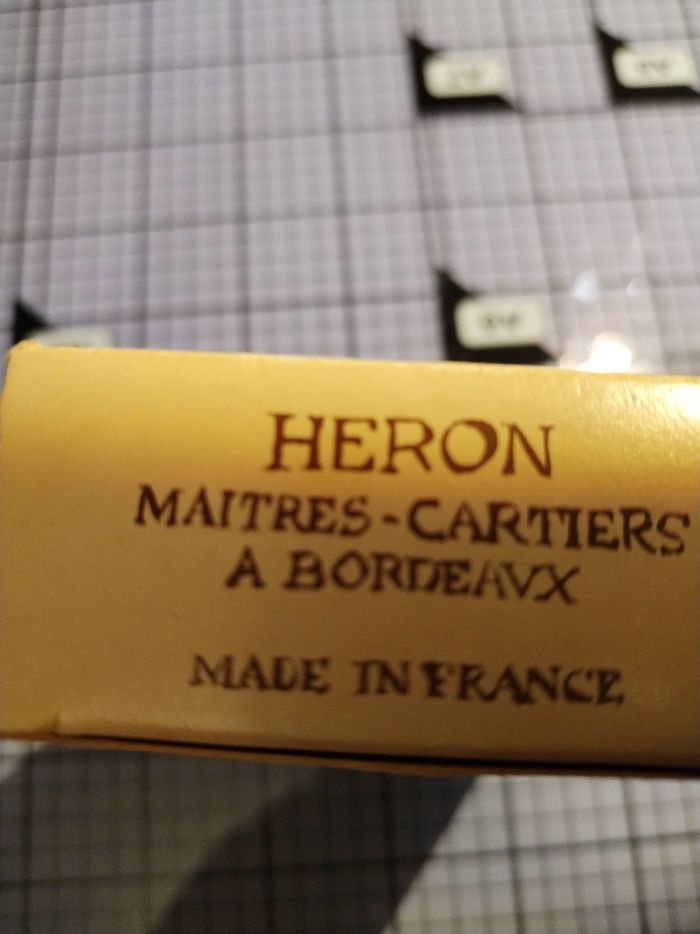 HERON
MAITRES-CARTIERS
A BORDEAVX
MADE IN FRANCE